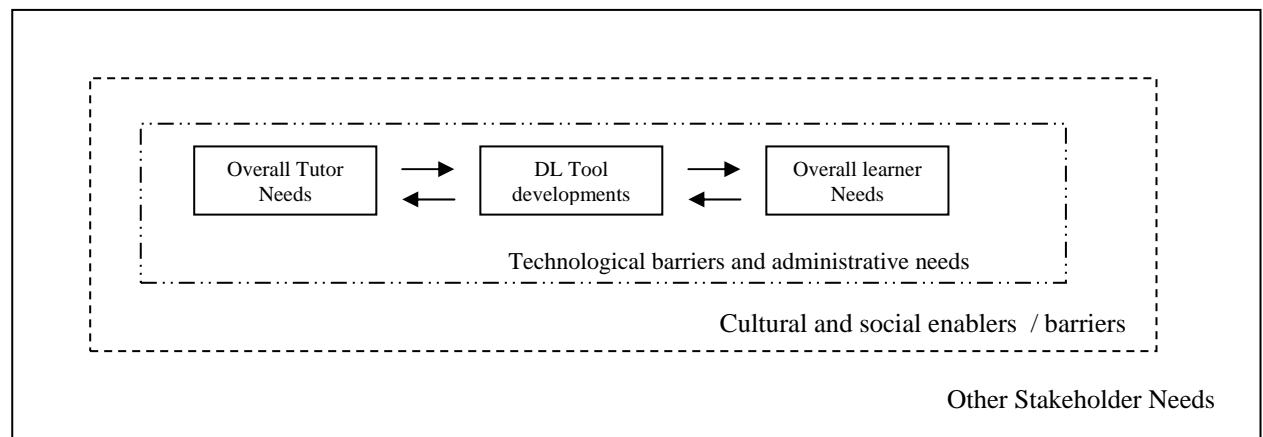 Overall Tutor
Needs
DL Tool
developments
Overall learner
Needs
Technological barriers and administrative needs
Cultural and social enablers / barriers
Other Stakeholder Needs